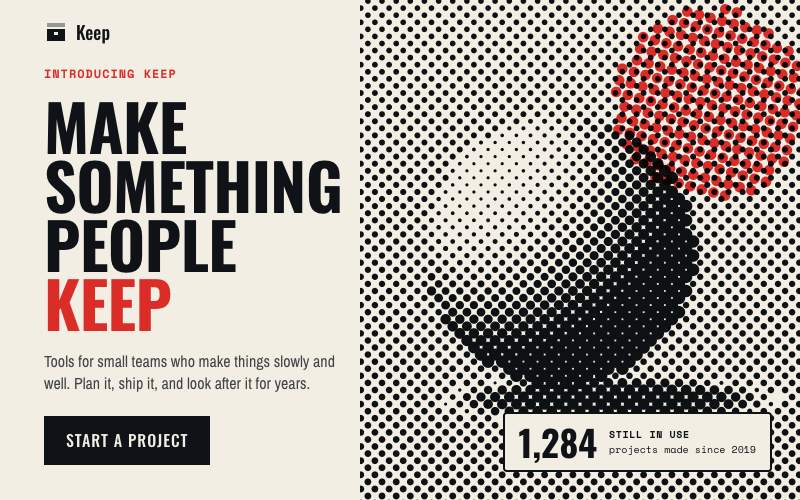 Keep
INTRODUCING KEEP
MAKE
SOMETHING
PEOPLE
KEEP
Tools for small teams who make things slowly and
well. Plan it, ship it, and look after it for years.
START A PROJECT
1,284
STILL IN USE
projects made since 2019